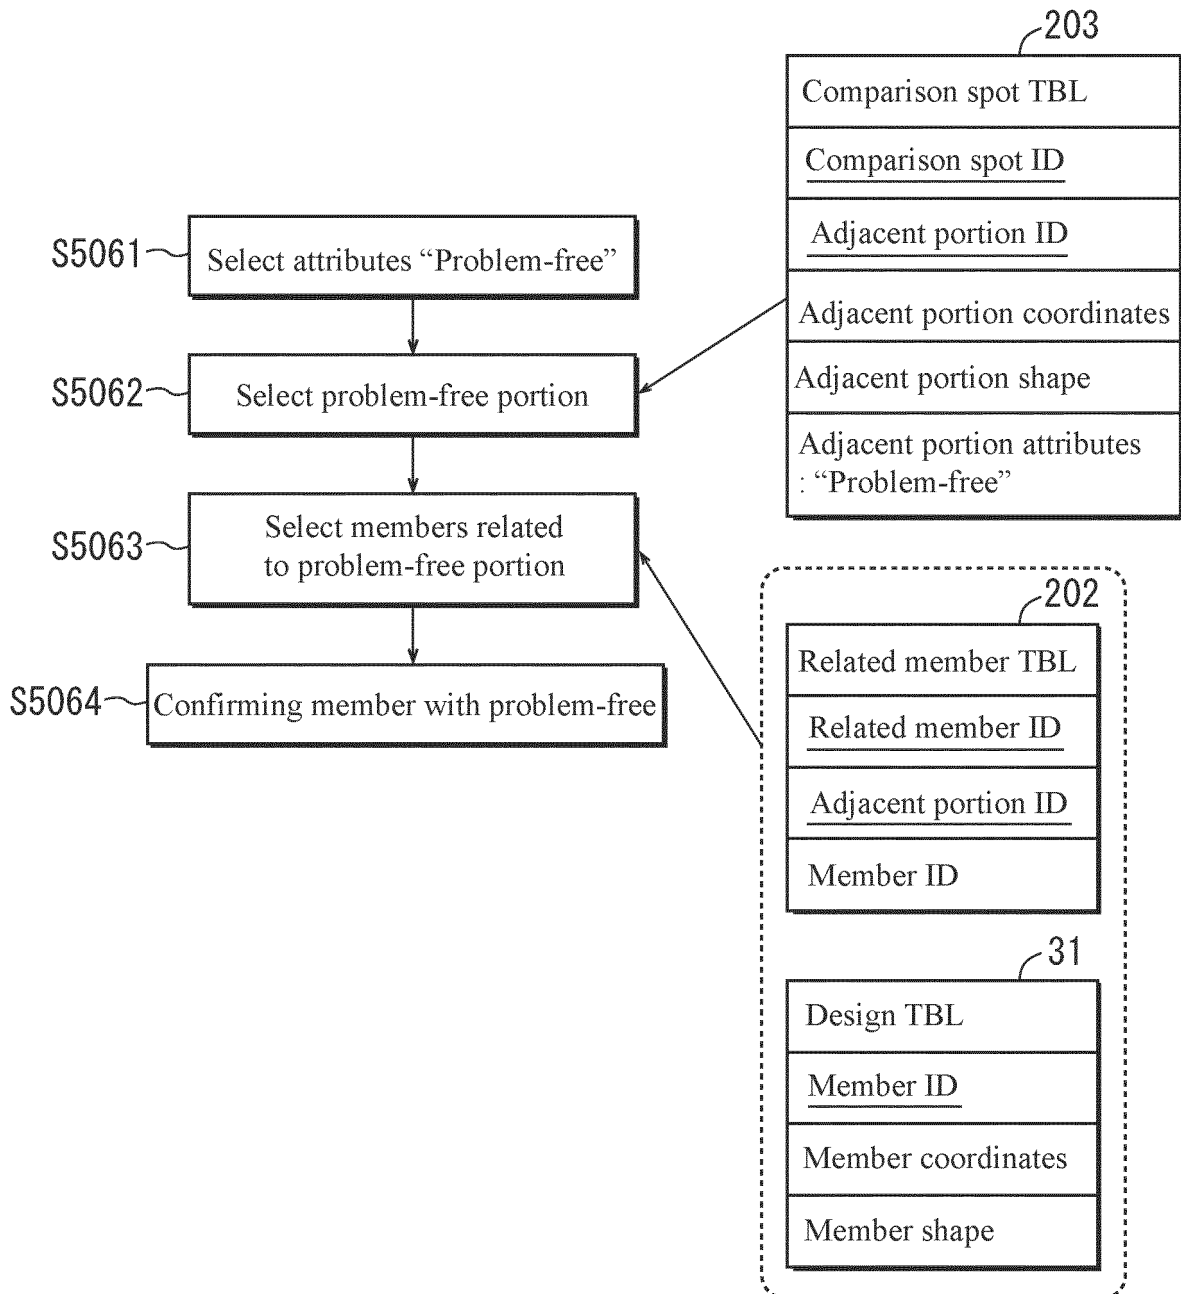 S5061
Select attributes “Problem-free”
S5062
Select problem-free portion
S5063
Select members related
to problem-free portion
S5064
Confirming member with problem-free
203
Comparison spot TBL
Comparison spot ID
Adjacent portion ID
Adjacent portion coordinates
Adjacent portion shape
Adjacent portion attributes
: “Problem-free”
202
Related member TBL
Related member ID
Adjacent portion ID
Member ID
31
Design TBL
Member ID
Member coordinates
Member shape